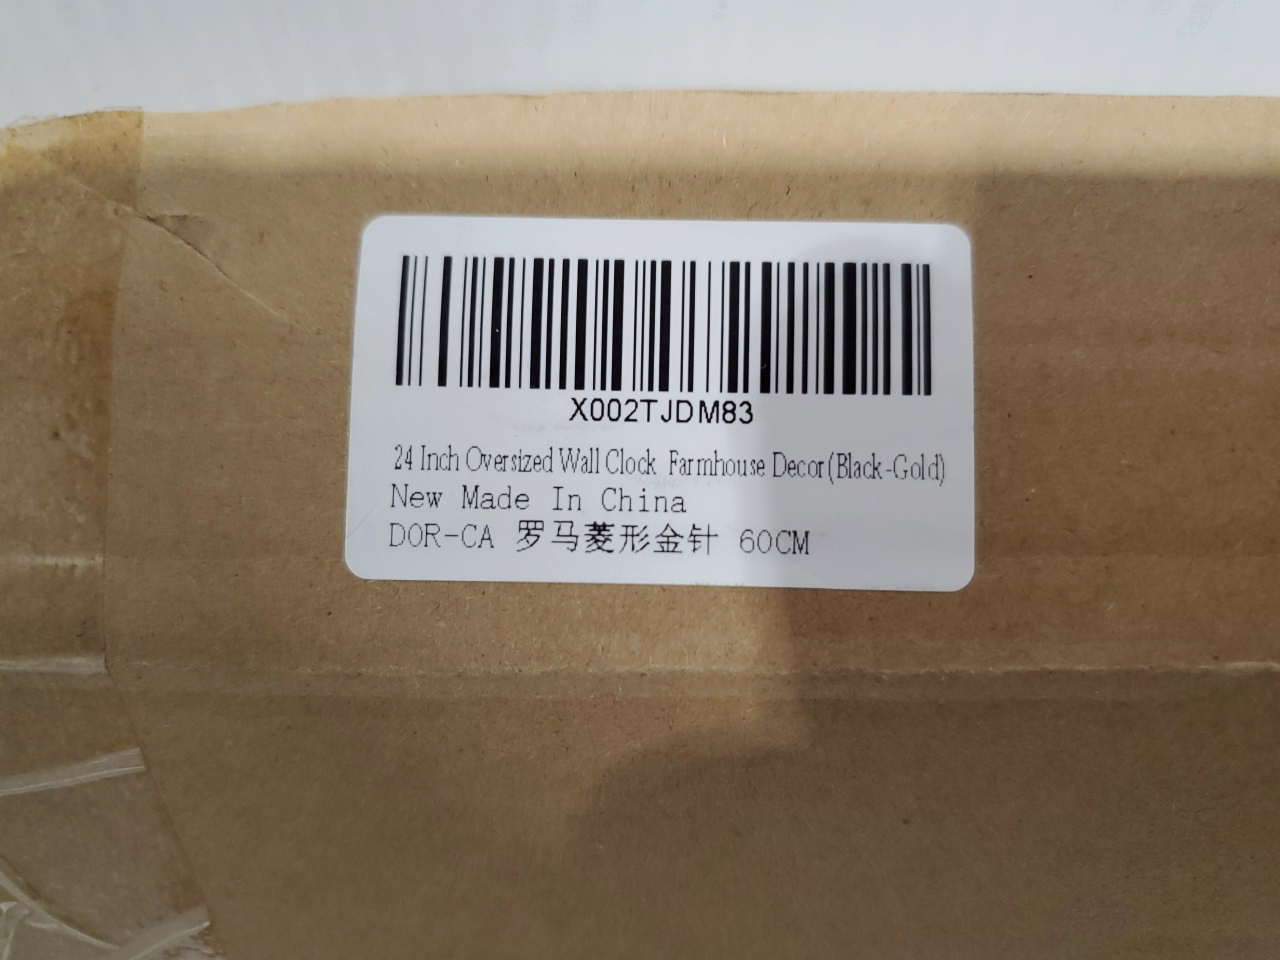 X002TJDM83
24 Inch Oversized Wall Clock Farmhouse Decor(Black-Gold)
New Made In China
DOR-CA 罗马菱形金针 60CM